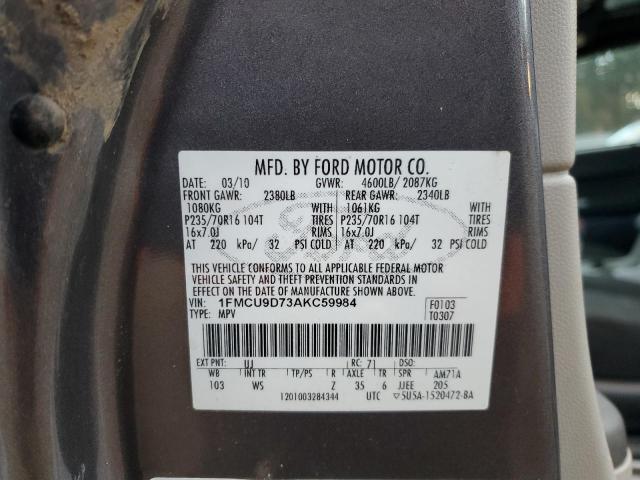 MFD. BY FORD MOTOR CO.
DATE: 03/10 GVWR: 4600LB/ 2087KG
FRONT GAWR: 2380LB REAR GAWR: 2340LB
1080KG WITH 1061KG WITH
P235/70R16 104T TIRES P235/70R16 104T TIRES
16x7.0J RIMS 16x7.0J RIMS
AT 220 kPa/ 32 PSI COLD AT 220 kPa/ 32 PSI COLD
Ford
THIS VEHICLE CONFORMS TO ALL APPLICABLE FEDERAL MOTOR
VEHICLE SAFETY AND THEFT PREVENTION STANDARDS IN EFFECT
ON THE DATE OF MANUFACTURE SHOWN ABOVE.
VIN: 1FMCU9D73AKC59984 F0103
TYPE: MPV T0307
EXT PNT: UJ RC: 71 DSO:
WB INT TR TP/PS R AXLE TR SPR AM71A
103 WS Z 35 6 JJEE 205
1201003284344 UTC ▽5U5A-1520472-BA